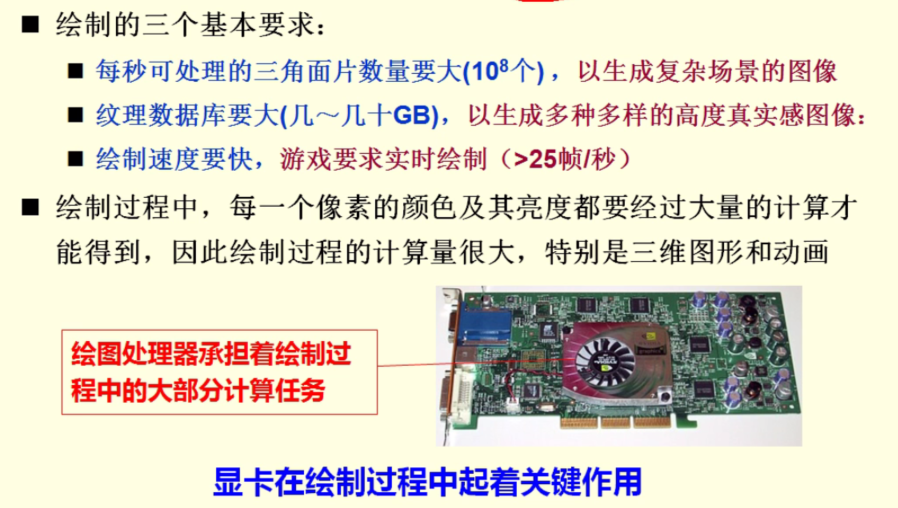 ■ 绘制的三个基本要求：
■ 每秒可处理的三角面片数量要大(10⁸个)，以生成复杂场景的图像
■ 纹理数据库要大(几～几十GB)，以生成多种多样的高度真实感图像：
■ 绘制速度要快，游戏要求实时绘制（>25帧/秒）
■ 绘制过程中，每一个像素的颜色及其亮度都要经过大量的计算才
能得到，因此绘制过程的计算量很大，特别是三维图形和动画
绘图处理器承担着绘制过
程中的大部分计算任务
显卡在绘制过程中起着关键作用